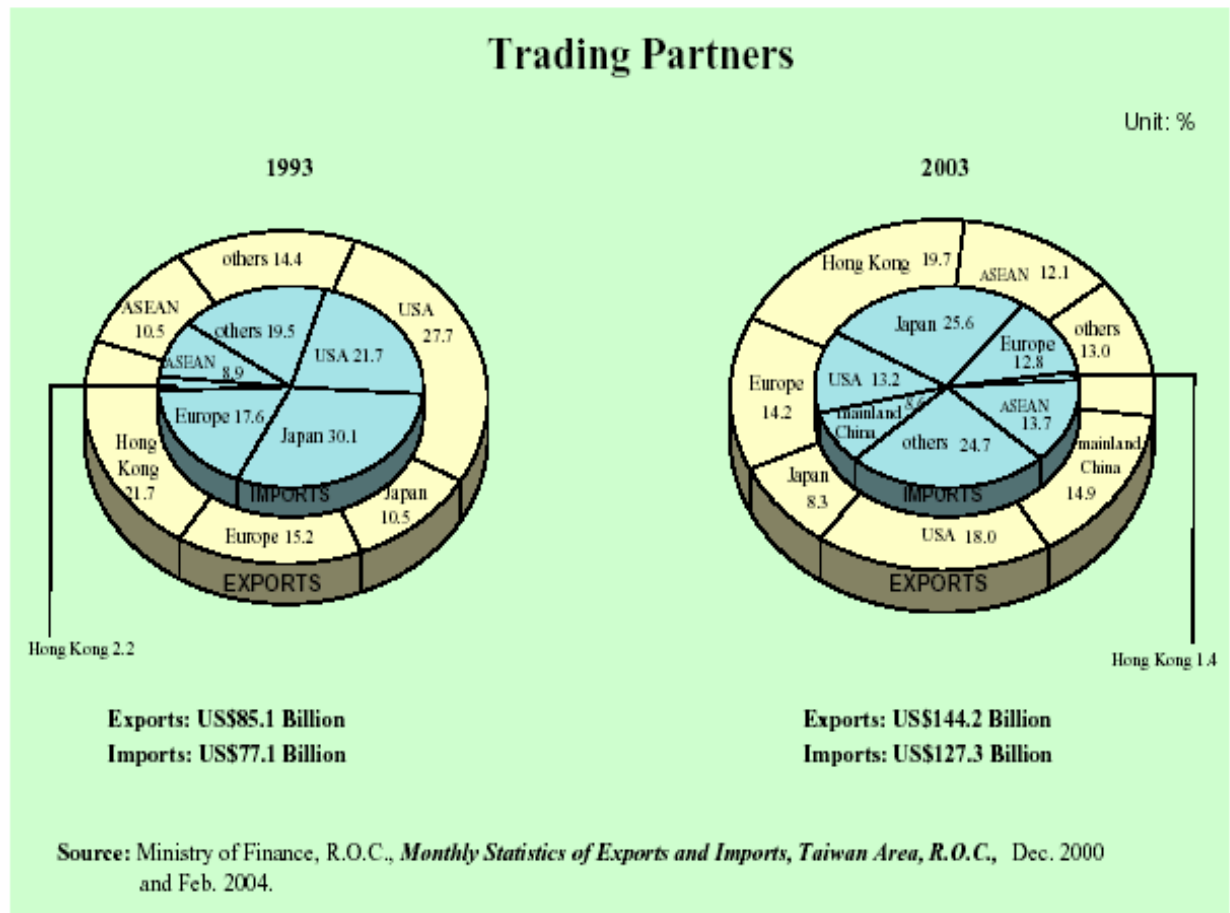 Trading Partners
Unit: %
1993
others 14.4
ASEAN
10.5
USA
27.7
others 19.5
USA 21.7
ASEAN
8.9
Europe 17.6
Japan 30.1
Hong
Kong
21.7
IMPORTS
Japan
10.5
Europe 15.2
EXPORTS
Hong Kong 2.2
Exports: US$85.1 Billion
Imports: US$77.1 Billion
2003
Hong Kong 19.7
ASEAN 12.1
Japan 25.6
others
13.0
Europe
12.8
USA 13.2
Europe
14.2
mainland 8.6
China
ASEAN
13.7
others 24.7
mainland
China
14.9
Japan
8.3
IMPORTS
USA 18.0
EXPORTS
Hong Kong 1.4
Exports: US$144.2 Billion
Imports: US$127.3 Billion
Source: Ministry of Finance, R.O.C., Monthly Statistics of Exports and Imports, Taiwan Area, R.O.C., Dec. 2000
and Feb. 2004.